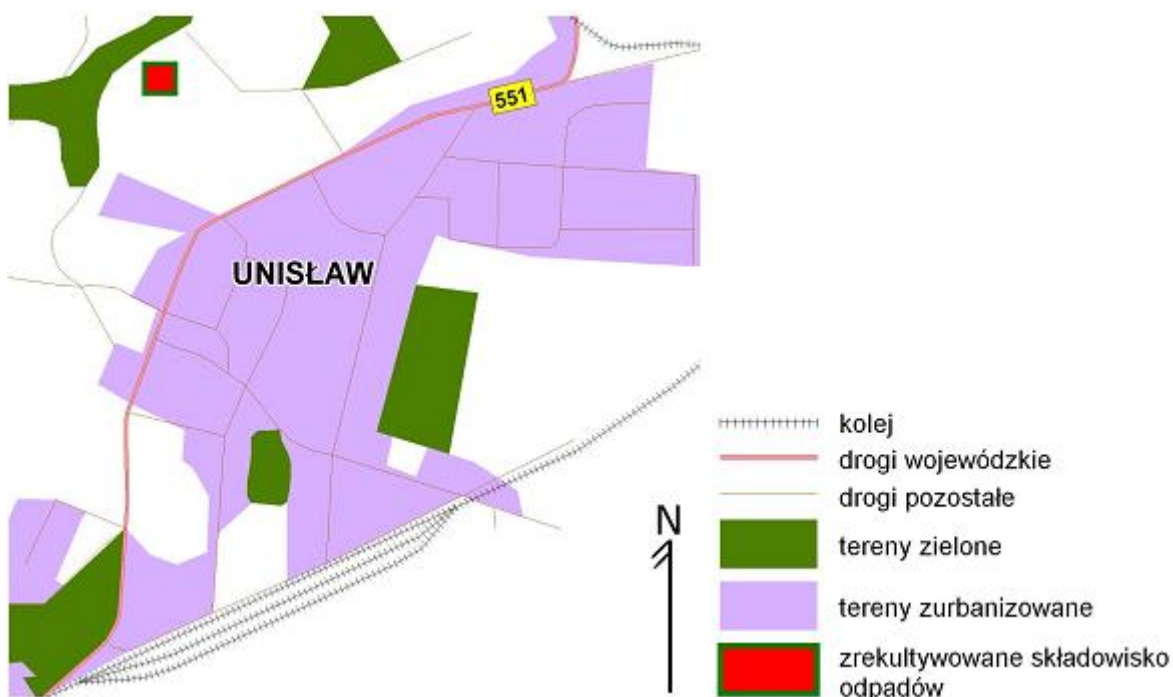 551
UNISŁAW
N
kolej
drogi wojewódzkie
drogi pozostałe
tereny zielone
tereny zurbanizowane
zrekultywowane składowisko
odpadów